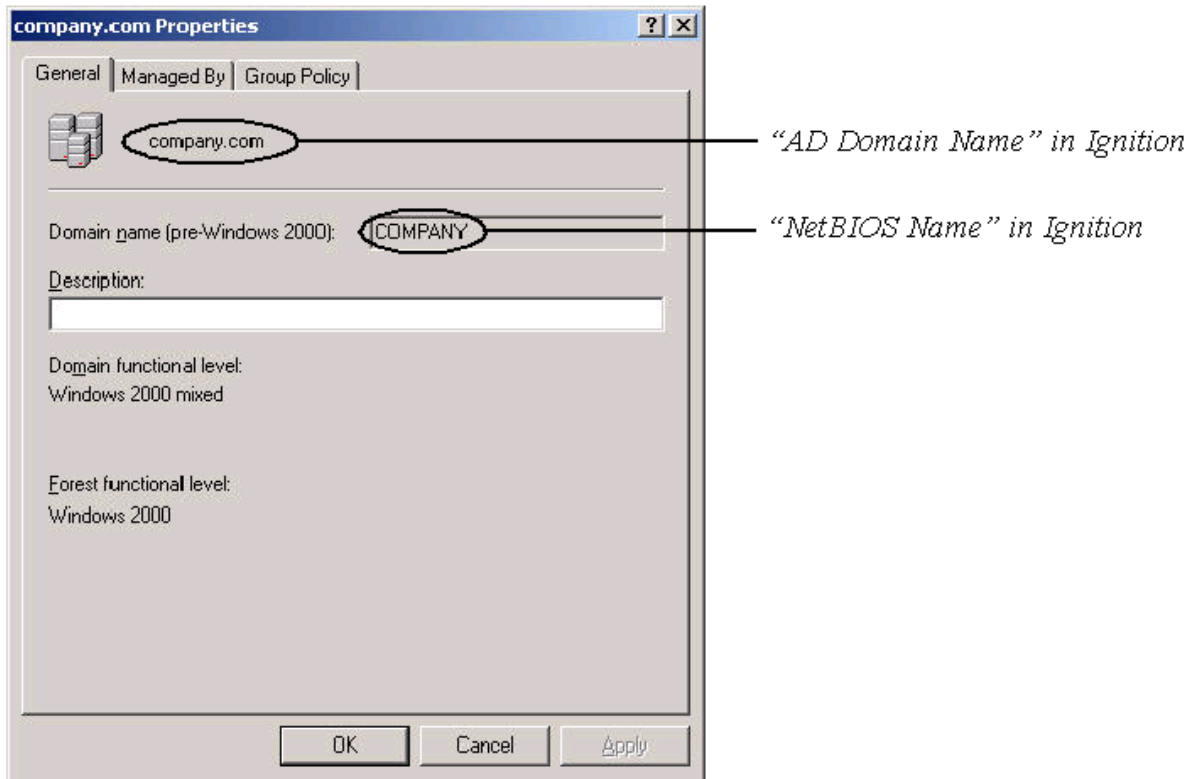 company.com Properties
General Managed By Group Policy
company.com
"AD Domain Name" in Ignition
Domain name (pre-Windows 2000): COMPANY
"NetBIOS Name" in Ignition
Description:
Domain functional level:
Windows 2000 mixed
Forest functional level:
Windows 2000
OK Cancel Apply